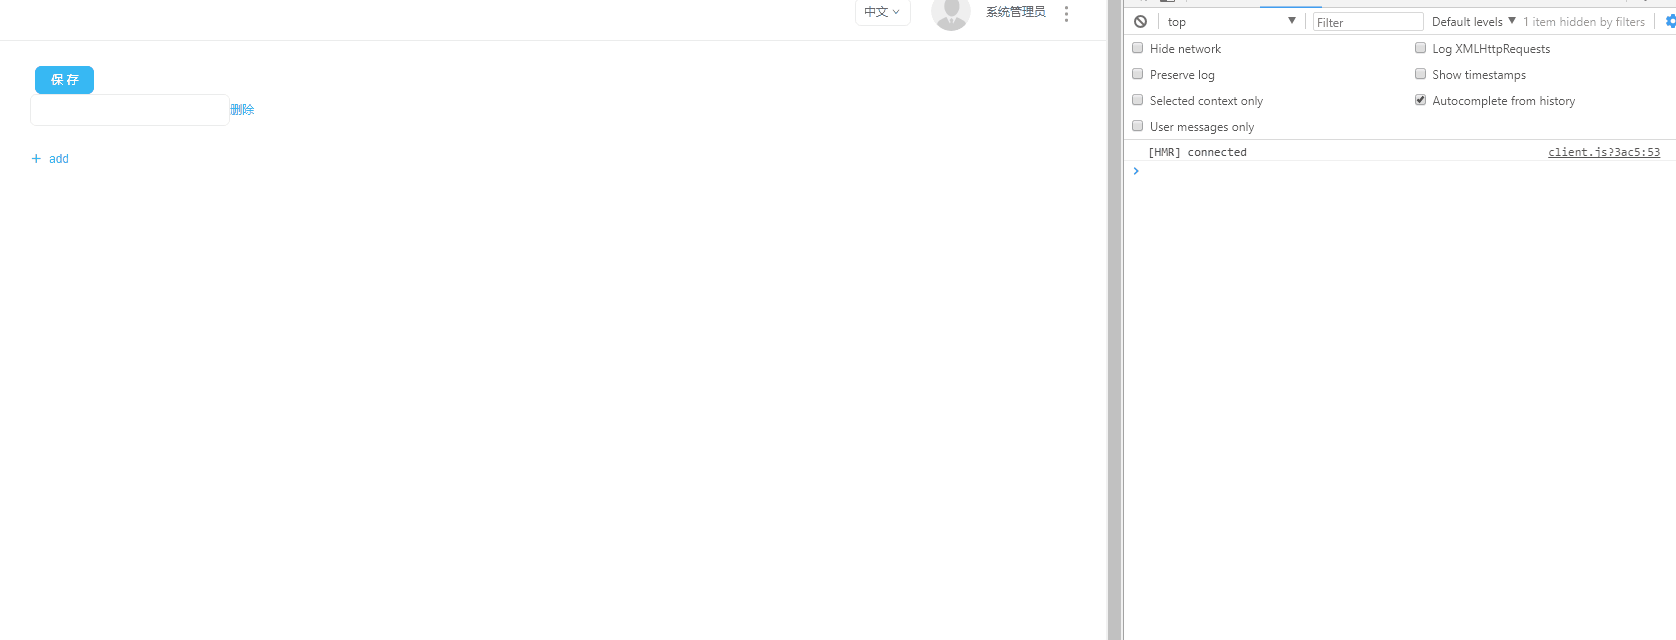 中文
系统管理员
保存
删除
+ add
top
Filter
Default levels
1 item hidden by filters
Hide network
Log XMLHttpRequests
Preserve log
Show timestamps
Selected context only
Autocomplete from history
User messages only
[HMR] connected
client.js?3ac5:53